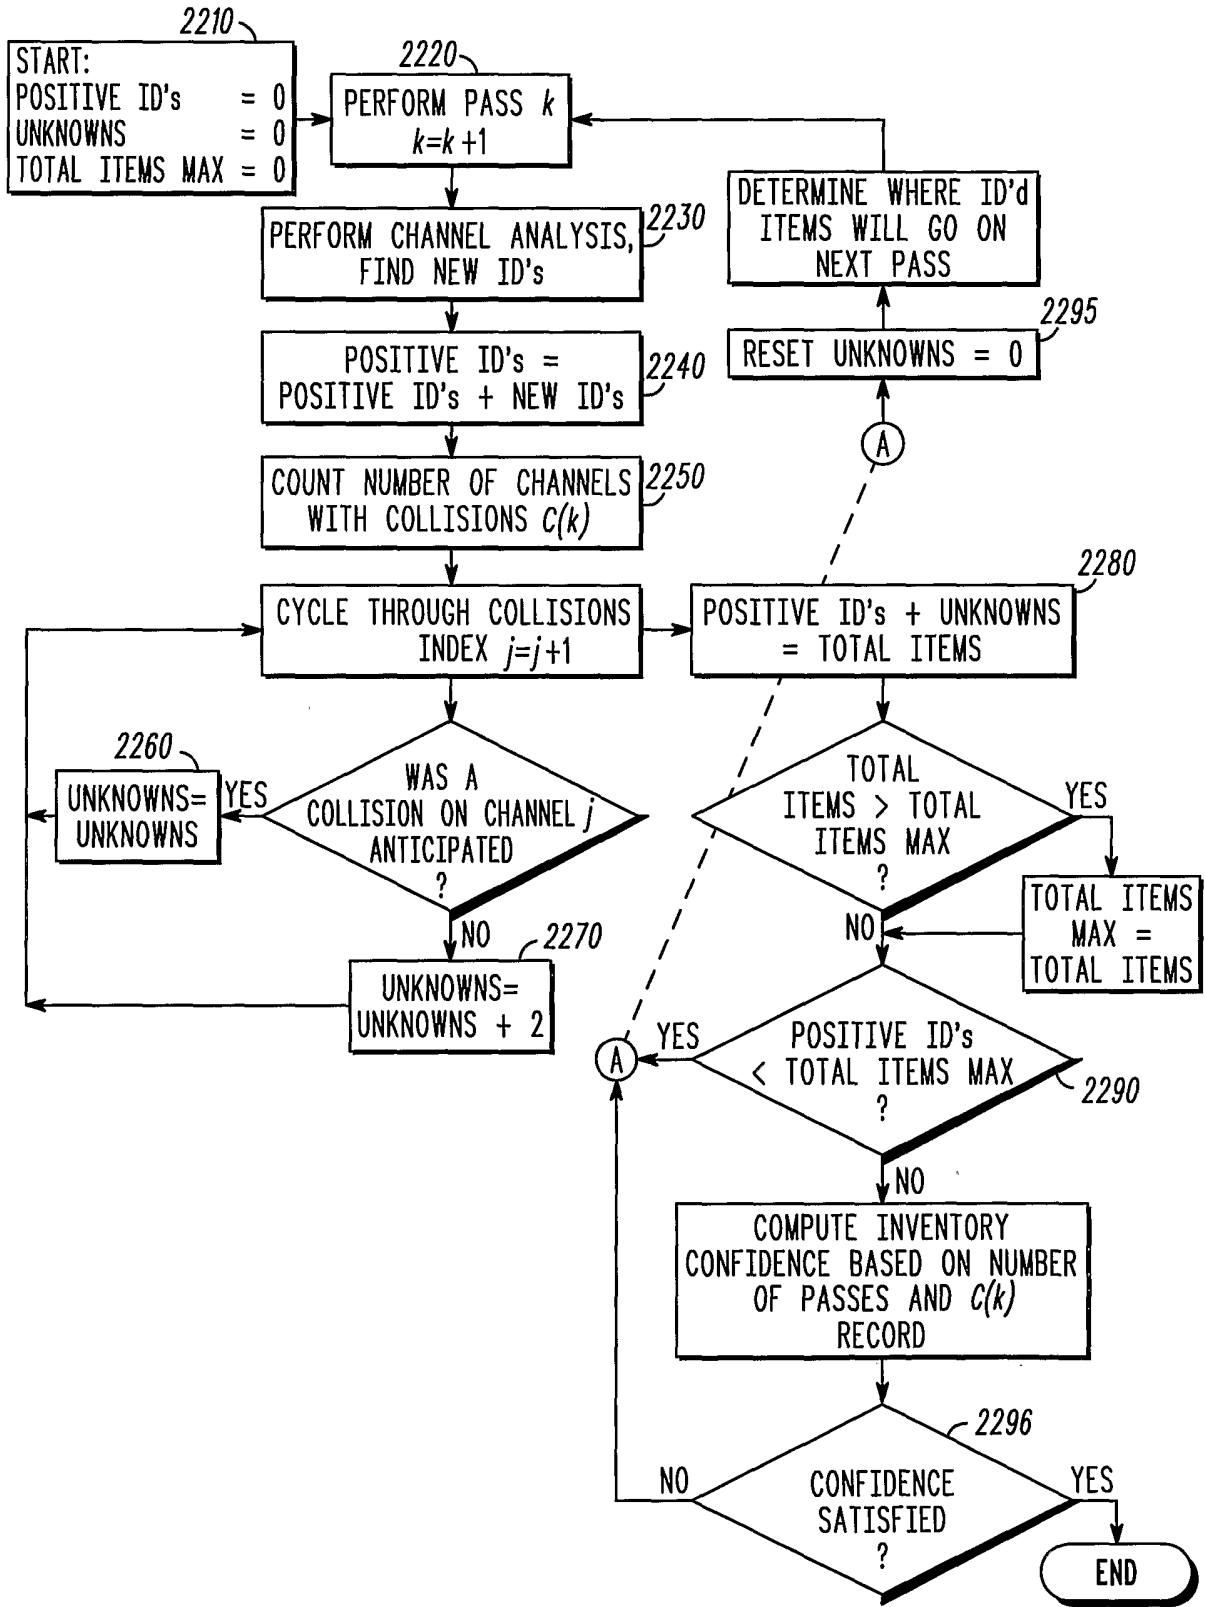 2210
START:
POSITIVE ID's = 0
UNKNOWNS = 0
TOTAL ITEMS MAX = 0
2220
PERFORM PASS k
k=k+1
2230
PERFORM CHANNEL ANALYSIS,
FIND NEW ID's
2240
POSITIVE ID's =
POSITIVE ID's + NEW ID's
2250
COUNT NUMBER OF CHANNELS
WITH COLLISIONS C(k)
CYCLE THROUGH COLLISIONS
INDEX j=j+1
WAS A
COLLISION ON CHANNEL j
ANTICIPATED
?
YES
2260
UNKNOWNS=
UNKNOWNS
NO
2270
UNKNOWNS=
UNKNOWNS + 2
DETERMINE WHERE ID'd
ITEMS WILL GO ON
NEXT PASS
2295
RESET UNKNOWNS = 0
A
2280
POSITIVE ID's + UNKNOWNS
= TOTAL ITEMS
TOTAL
ITEMS > TOTAL
ITEMS MAX
?
YES
TOTAL ITEMS
MAX =
TOTAL ITEMS
NO
POSITIVE ID's
< TOTAL ITEMS MAX
?
2290
YES
A
NO
COMPUTE INVENTORY
CONFIDENCE BASED ON NUMBER
OF PASSES AND C(k)
RECORD
2296
CONFIDENCE
SATISFIED
?
NO
YES
END